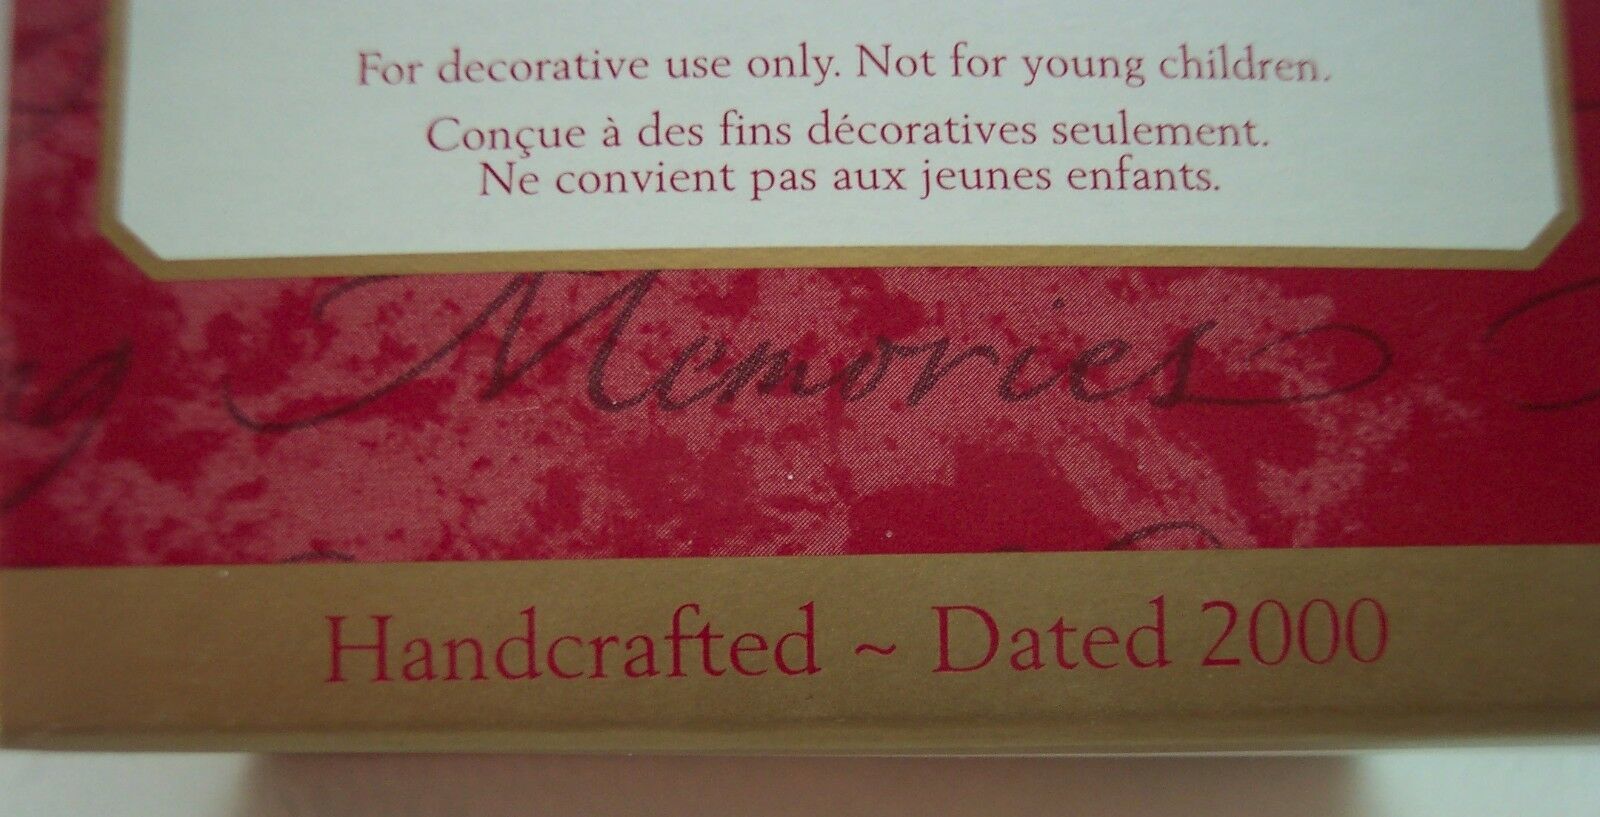 For decorative use only. Not for young children.
Conçue à des fins décoratives seulement.
Ne convient pas aux jeunes enfants.
Memories
Handcrafted ~ Dated 2000